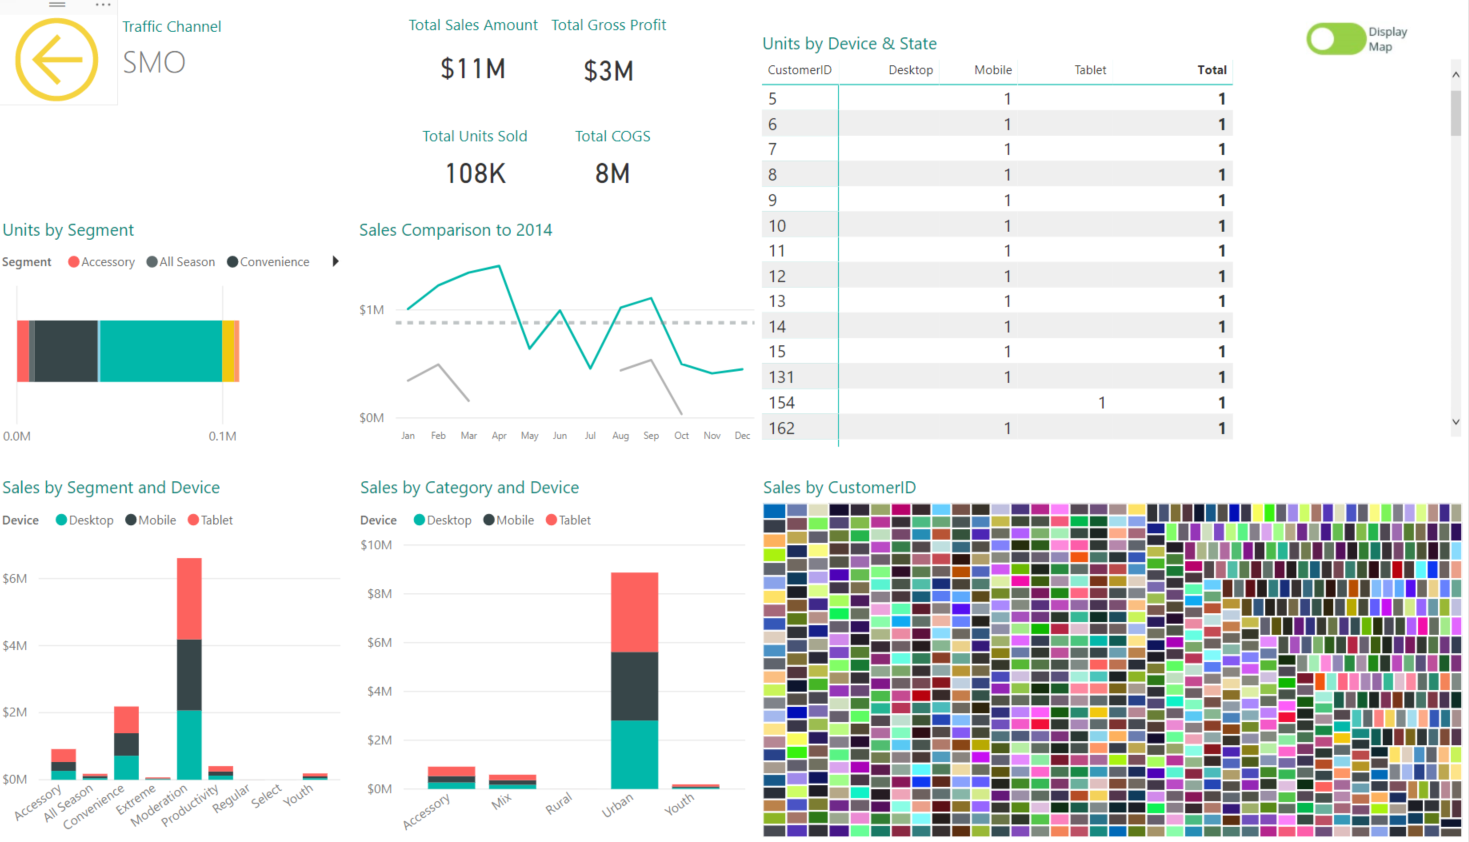 Traffic Channel
SMO
Total Sales Amount
$11M
Total Gross Profit
$3M
Total Units Sold
108K
Total COGS
8M
Units by Device & State
Display
Map
CustomerID Desktop Mobile Tablet Total
5 1 1
6 1 1
7 1 1
8 1 1
9 1 1
10 1 1
11 1 1
12 1 1
13 1 1
14 1 1
15 1 1
131 1 1
154 1 1
162 1 1
Units by Segment
Segment Accessory All Season Convenience
0.0M 0.1M
Sales Comparison to 2014
$1M
$0M
Jan Feb Mar Apr May Jun Jul Aug Sep Oct Nov Dec
Sales by Segment and Device
Device Desktop Mobile Tablet
$6M
$4M
$2M
$0M
Accessory
All Season
Convenience
Extreme
Moderation
Productivity
Regular
Select
Youth
Sales by Category and Device
Device Desktop Mobile Tablet
$10M
$8M
$6M
$4M
$2M
$0M
Accessory
Mix
Rural
Urban
Youth
Sales by CustomerID